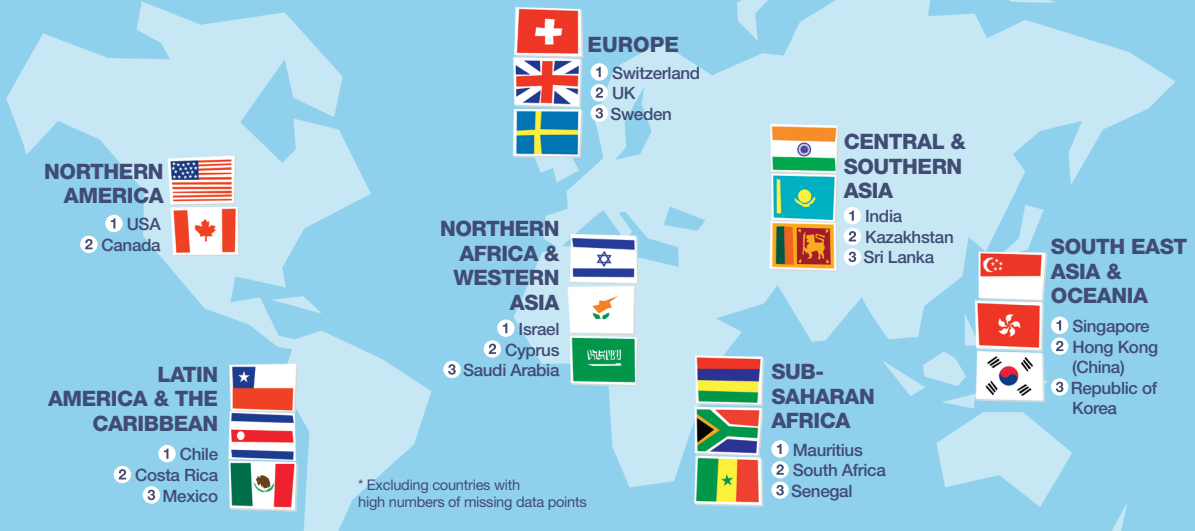 EUROPE
1 Switzerland
2 UK
3 Sweden
NORTHERN
AMERICA
1 USA
2 Canada
CENTRAL &
SOUTHERN
ASIA
1 India
2 Kazakhstan
3 Sri Lanka
NORTHERN
AFRICA &
WESTERN
ASIA
1 Israel
2 Cyprus
3 Saudi Arabia
SOUTH EAST
ASIA &
OCEANIA
1 Singapore
2 Hong Kong
(China)
3 Republic of
Korea
LATIN
AMERICA & THE
CARIBBEAN
1 Chile
2 Costa Rica
3 Mexico
SUB-
SAHARAN
AFRICA
1 Mauritius
2 South Africa
3 Senegal
* Excluding countries with
high numbers of missing data points